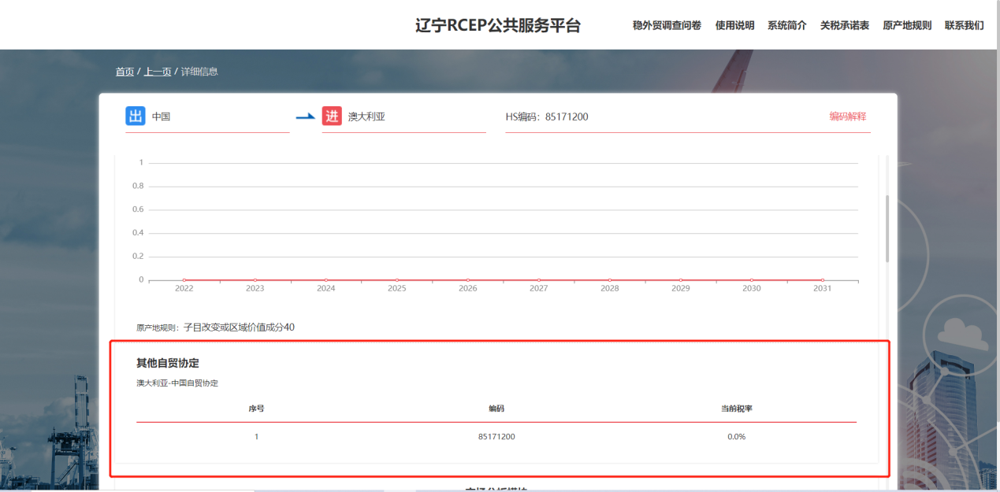 辽宁RCEP公共服务平台 稳外贸调查问卷 使用说明 系统简介 关税承诺表 原产地规则 联系我们
首页 / 上一页 / 详细信息
出 中国 进 澳大利亚 HS编码: 85171200 编码解释
1
0.8
0.6
0.4
0.2
0
2022 2023 2024 2025 2026 2027 2028 2029 2030 2031
原产地规则: 子目改变或区域价值成分40
其他自贸协定
澳大利亚-中国自贸协定
序号 编码 当前税率
1 85171200 0.0%